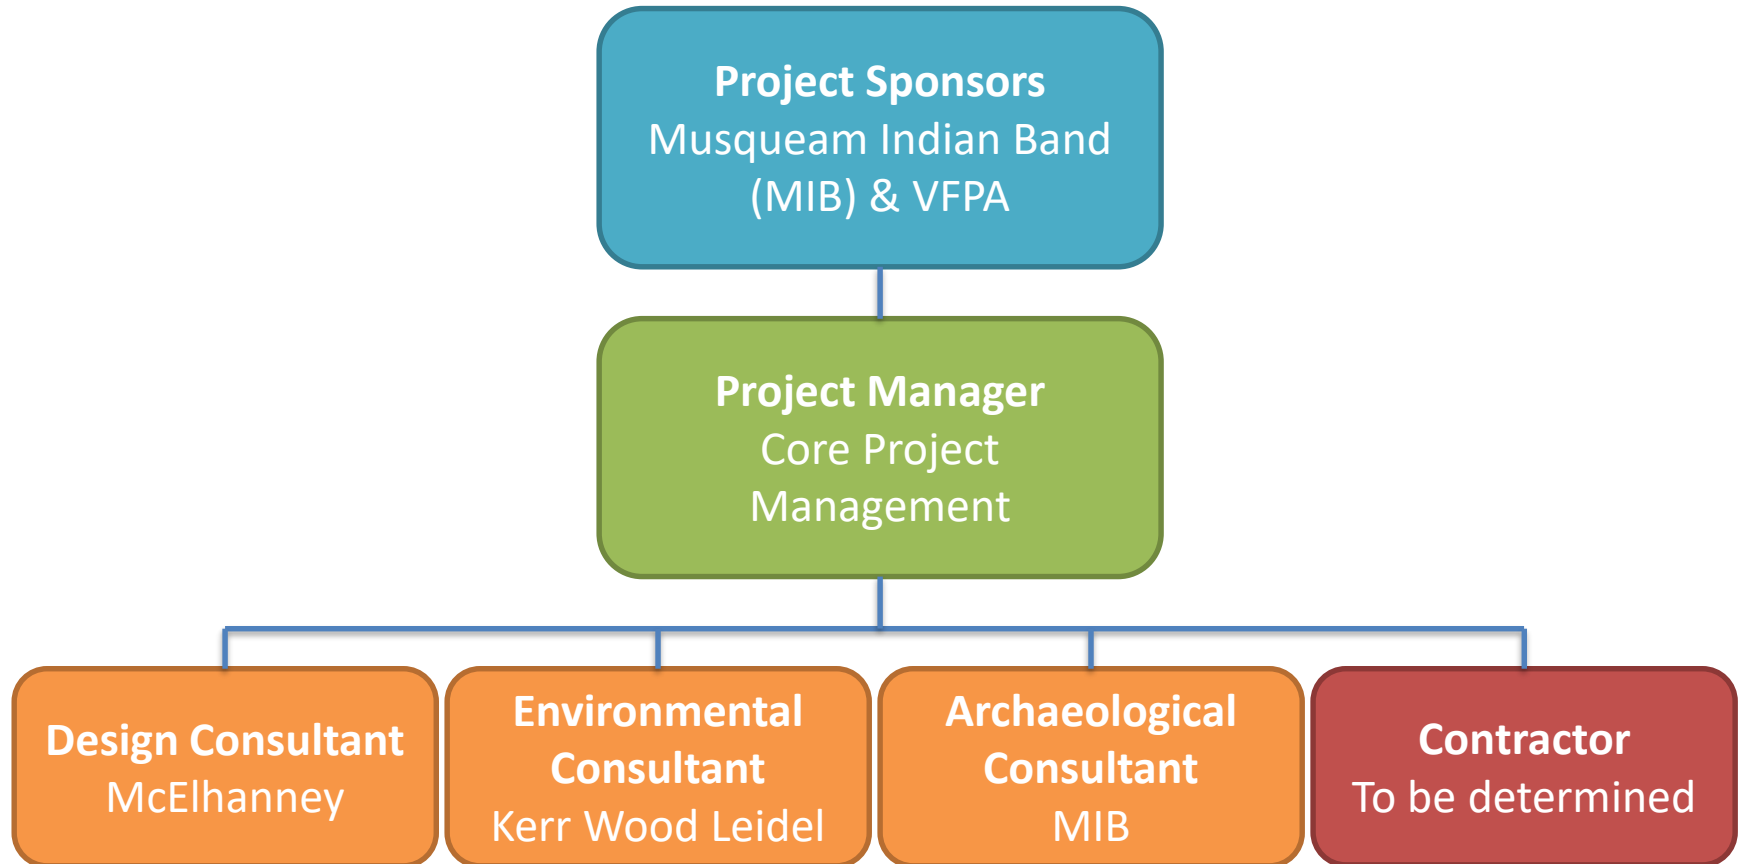 Project Sponsors
Musqueam Indian Band
(MIB) & VFPA
Project Manager
Core Project
Management
Design Consultant
McElhanney
Environmental
Consultant
Kerr Wood Leidel
Archaeological
Consultant
MIB
Contractor
To be determined